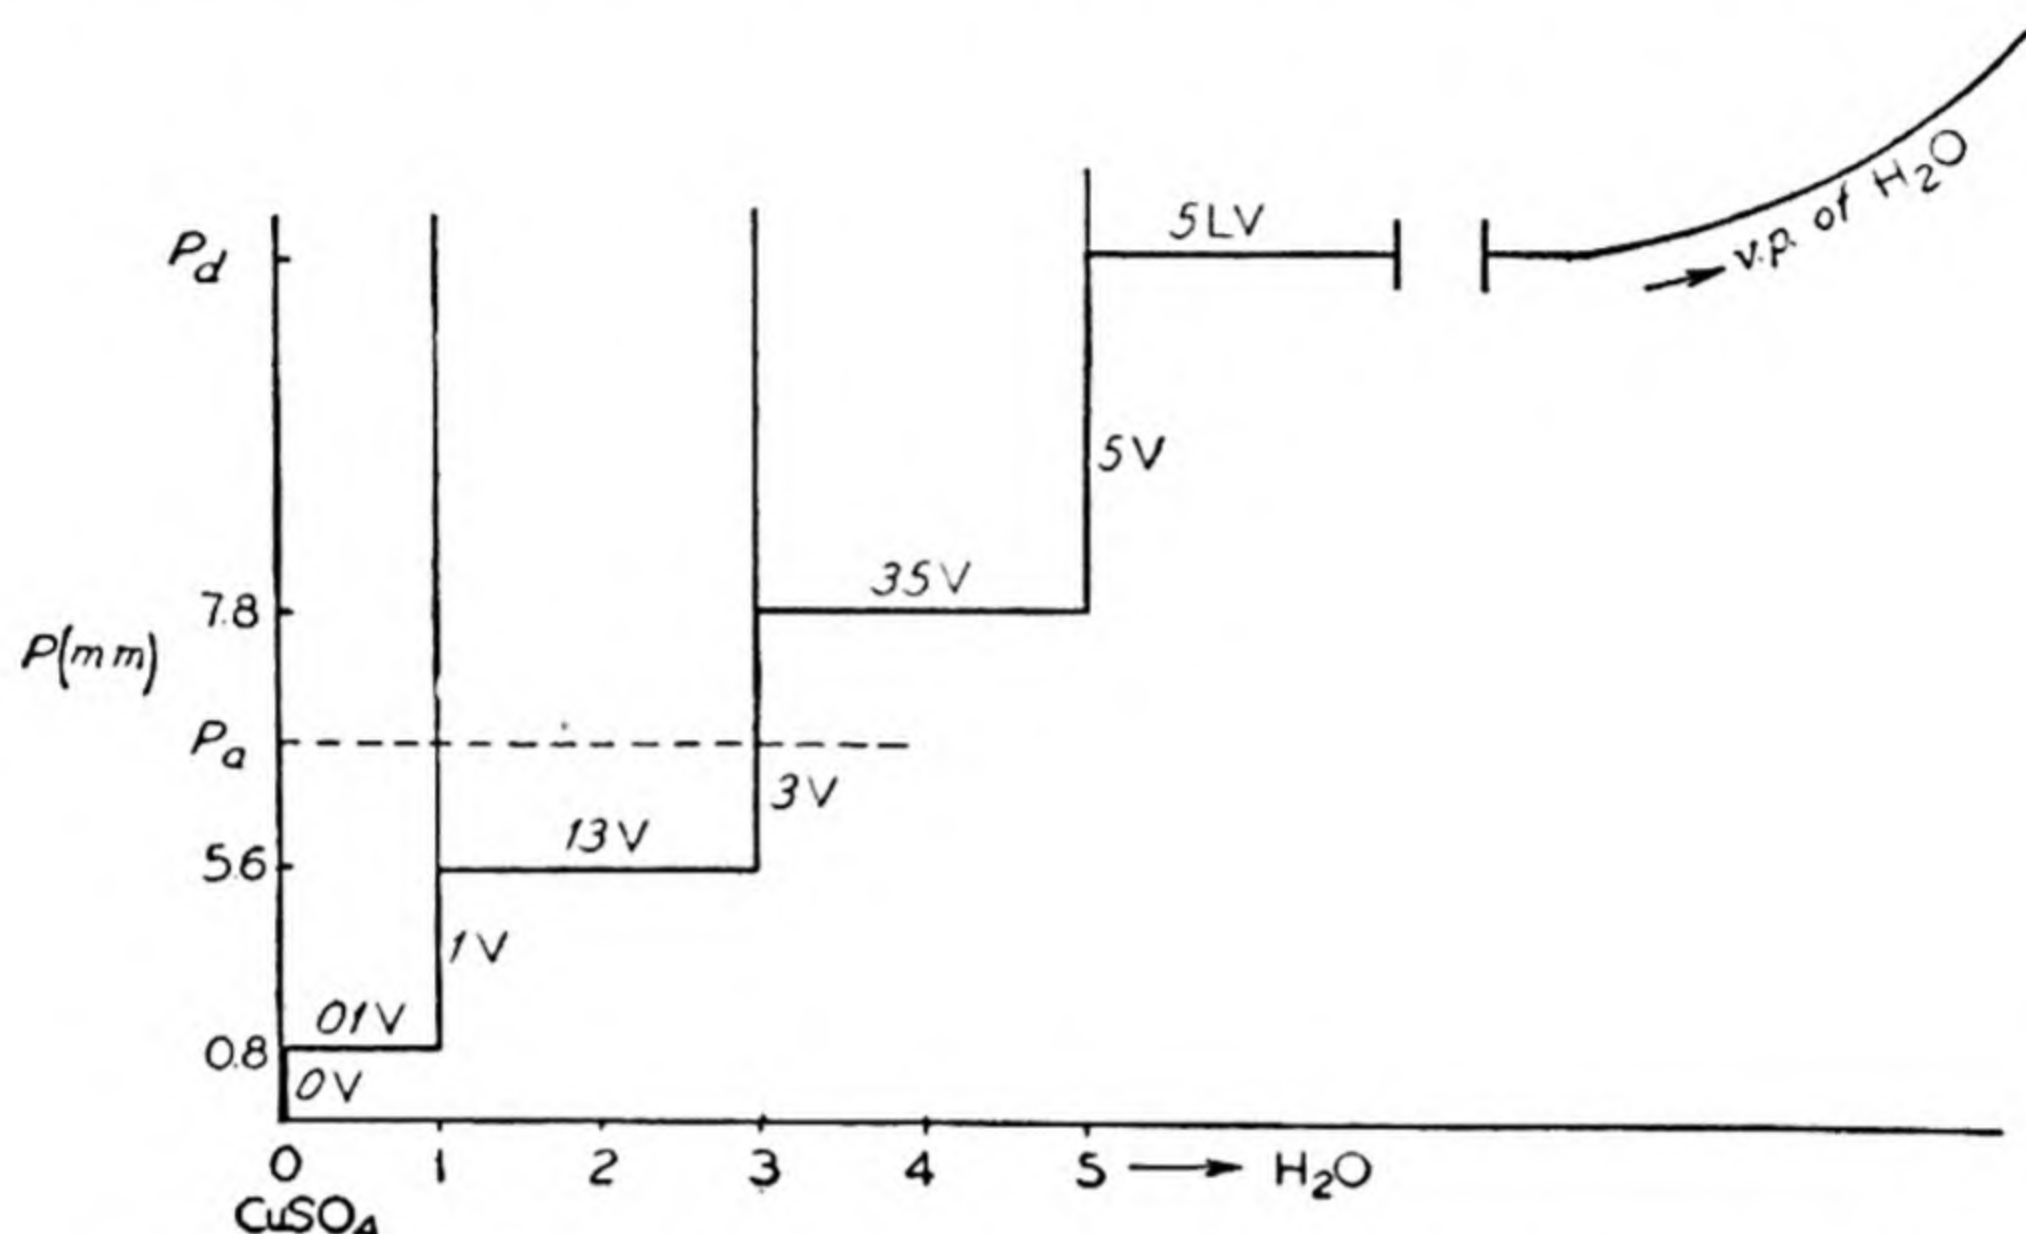 v.p. of H₂O
5LV
Pd
5V
35V
7.8
P(mm)
Pa
3V
13V
5.6
1V
01V
0.8
0V
0 1 2 3 4 5 → H₂O
CuSO4